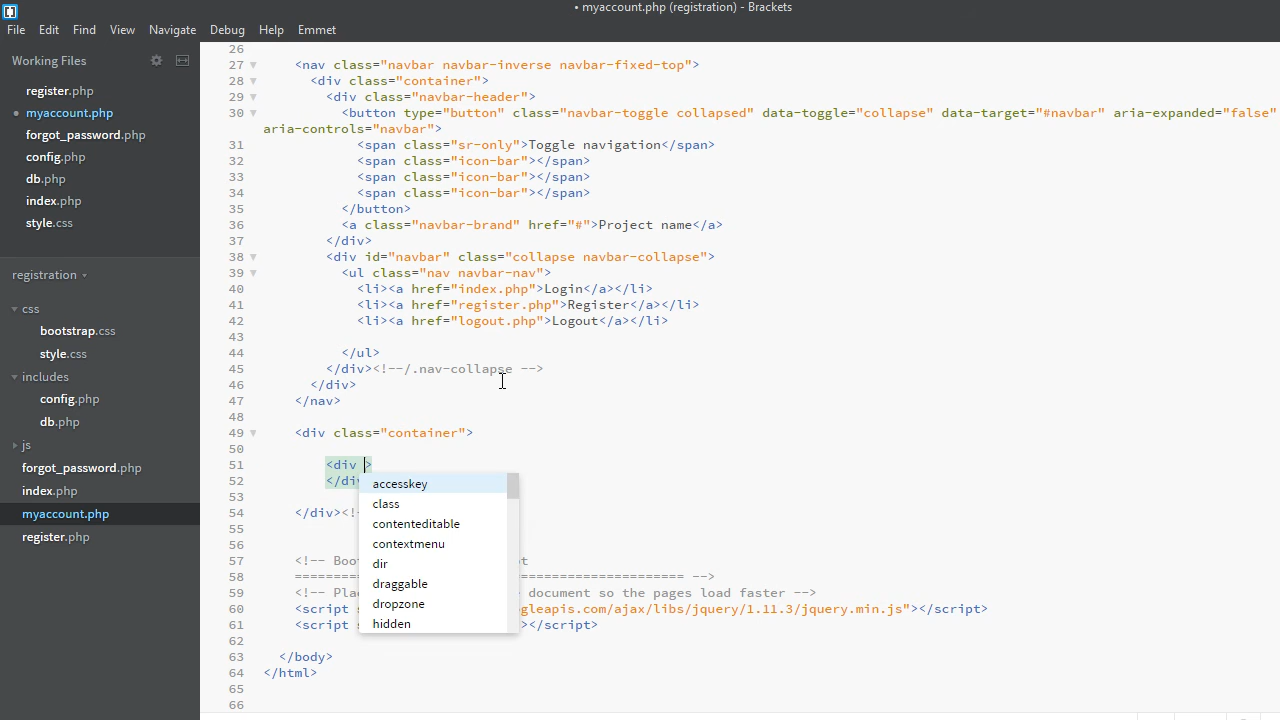 • myaccount.php (registration) - Brackets
File Edit Find View Navigate Debug Help Emmet
Working Files
register.php
• myaccount.php
forgot_password.php
config.php
db.php
index.php
style.css
registration
css
bootstrap.css
style.css
includes
config.php
db.php
js
forgot_password.php
index.php
myaccount.php
register.php
26
27 <nav class="navbar navbar-inverse navbar-fixed-top">
28 <div class="container">
29 <div class="navbar-header">
30 <button type="button" class="navbar-toggle collapsed" data-toggle="collapse" data-target="#navbar" aria-expanded="false"
aria-controls="navbar">
31 <span class="sr-only">Toggle navigation</span>
32 <span class="icon-bar"></span>
33 <span class="icon-bar"></span>
34 <span class="icon-bar"></span>
35 </button>
36 <a class="navbar-brand" href="#">Project name</a>
37 </div>
38 <div id="navbar" class="collapse navbar-collapse">
39 <ul class="nav navbar-nav">
40 <li><a href="index.php">Login</a></li>
41 <li><a href="register.php">Register</a></li>
42 <li><a href="logout.php">Logout</a></li>
43
44 </ul>
45 </div><!--/.nav-collapse -->
46 </div>
47 </nav>
48
49 <div class="container">
50
51 <div >
52 </div
53
54 </div><!
55
56
57 <!-- Boo t
58 ========= ===================== -->
59 <!-- Pla document so the pages load faster -->
60 <script gleapis.com/ajax/libs/jquery/1.11.3/jquery.min.js"></script>
61 <script ></script>
62
63 </body>
64 </html>
65
66
accesskey
class
contenteditable
contextmenu
dir
draggable
dropzone
hidden